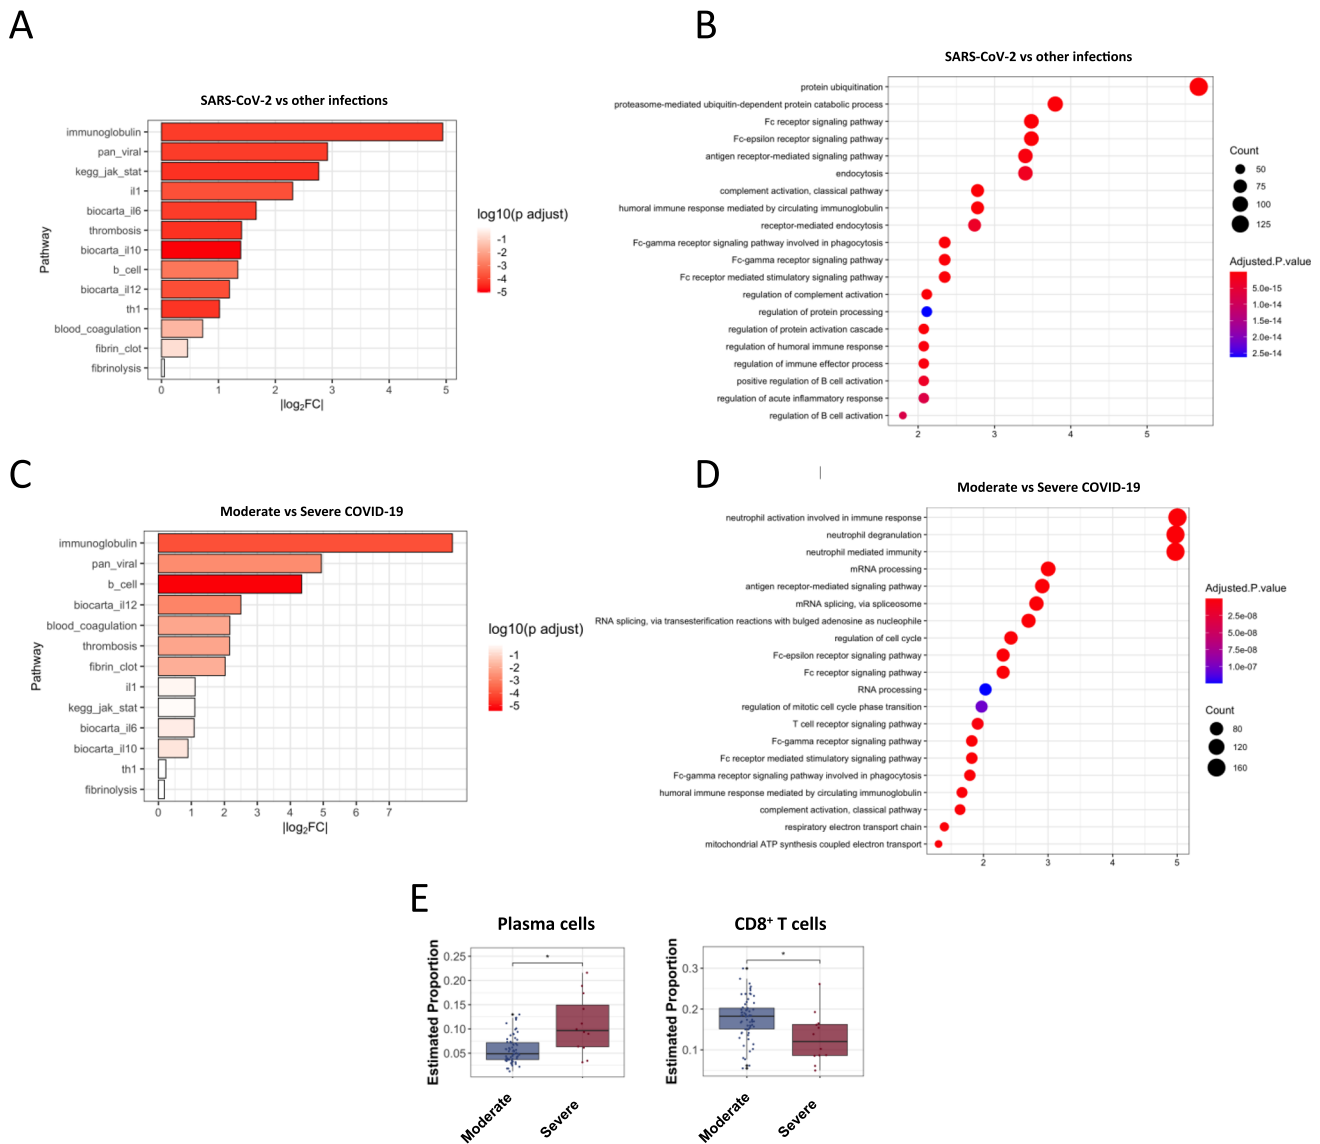 A
SARS-CoV-2 vs other infections
Pathway
immunoglobulin
pan_viral
kegg_jak_stat
il1
biocarta_il6
thrombosis
biocarta_il10
b_cell
biocarta_il12
th1
blood_coagulation
fibrin_clot
fibrinolysis
0 1 2 3 4 5
|log2FC|
log10(p adjust)
-1
-2
-3
-4
-5
B
SARS-CoV-2 vs other infections
protein ubiquitination
proteasome-mediated ubiquitin-dependent protein catabolic process
Fc receptor signaling pathway
Fc-epsilon receptor signaling pathway
antigen receptor-mediated signaling pathway
endocytosis
complement activation, classical pathway
humoral immune response mediated by circulating immunoglobulin
receptor-mediated endocytosis
Fc-gamma receptor signaling pathway involved in phagocytosis
Fc-gamma receptor signaling pathway
Fc receptor mediated stimulatory signaling pathway
regulation of complement activation
regulation of protein processing
regulation of protein activation cascade
regulation of humoral immune response
regulation of immune effector process
positive regulation of B cell activation
regulation of acute inflammatory response
regulation of B cell activation
2 3 4 5
Count
50
75
100
125
Adjusted.P.value
5.0e-15
1.0e-14
1.5e-14
2.0e-14
2.5e-14
C
Moderate vs Severe COVID-19
Pathway
immunoglobulin
pan_viral
b_cell
biocarta_il12
blood_coagulation
thrombosis
fibrin_clot
il1
kegg_jak_stat
biocarta_il6
biocarta_il10
th1
fibrinolysis
0 1 2 3 4 5 6 7
|log2FC|
log10(p adjust)
-1
-2
-3
-4
-5
D
Moderate vs Severe COVID-19
neutrophil activation involved in immune response
neutrophil degranulation
neutrophil mediated immunity
mRNA processing
antigen receptor-mediated signaling pathway
mRNA splicing, via spliceosome
RNA splicing, via transesterification reactions with bulged adenosine as nucleophile
regulation of cell cycle
Fc-epsilon receptor signaling pathway
Fc receptor signaling pathway
RNA processing
regulation of mitotic cell cycle phase transition
T cell receptor signaling pathway
Fc-gamma receptor signaling pathway
Fc receptor mediated stimulatory signaling pathway
Fc-gamma receptor signaling pathway involved in phagocytosis
humoral immune response mediated by circulating immunoglobulin
complement activation, classical pathway
respiratory electron transport chain
mitochondrial ATP synthesis coupled electron transport
2 3 4 5
Adjusted.P.value
2.5e-08
5.0e-08
7.5e-08
1.0e-07
Count
80
120
160
E
Plasma cells
Estimated Proportion
0.25
0.20
0.15
0.10
0.05
*
Moderate
Severe
CD8+ T cells
Estimated Proportion
0.3
0.2
0.1
*
Moderate
Severe